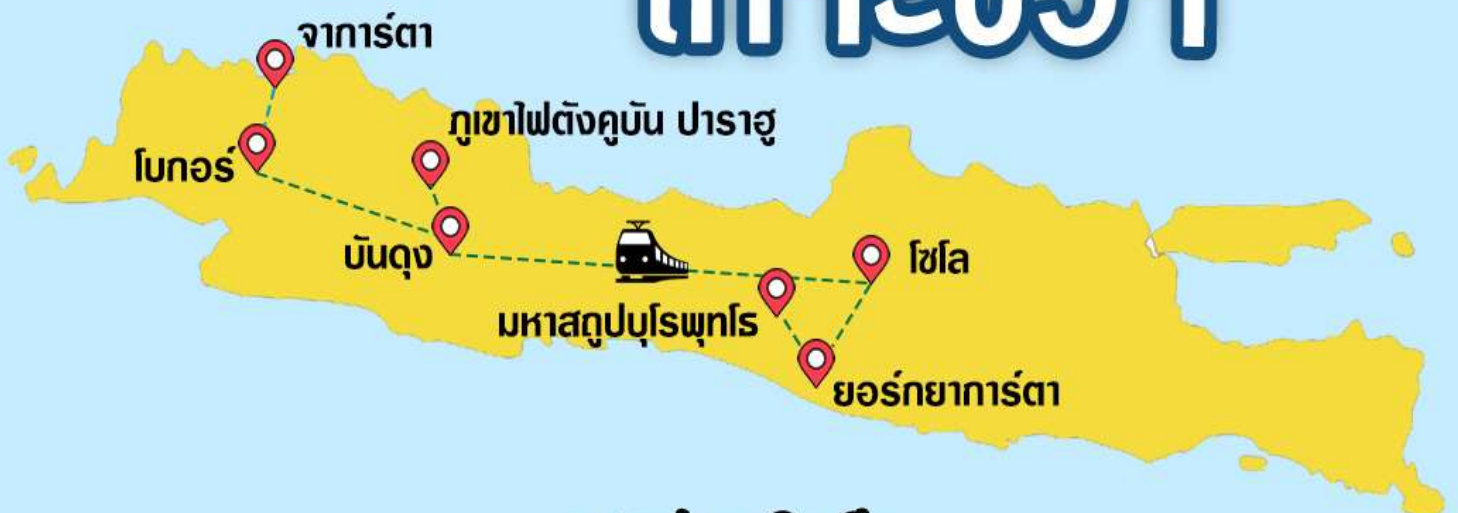 จาการ์ตา
ภูเขาไฟตังคูบัน ปาราฮู
โบกอร์
บันดุง
โซโล
มหาสถูปบุโรพุทโธ
ยอร์กยาการ์ตา